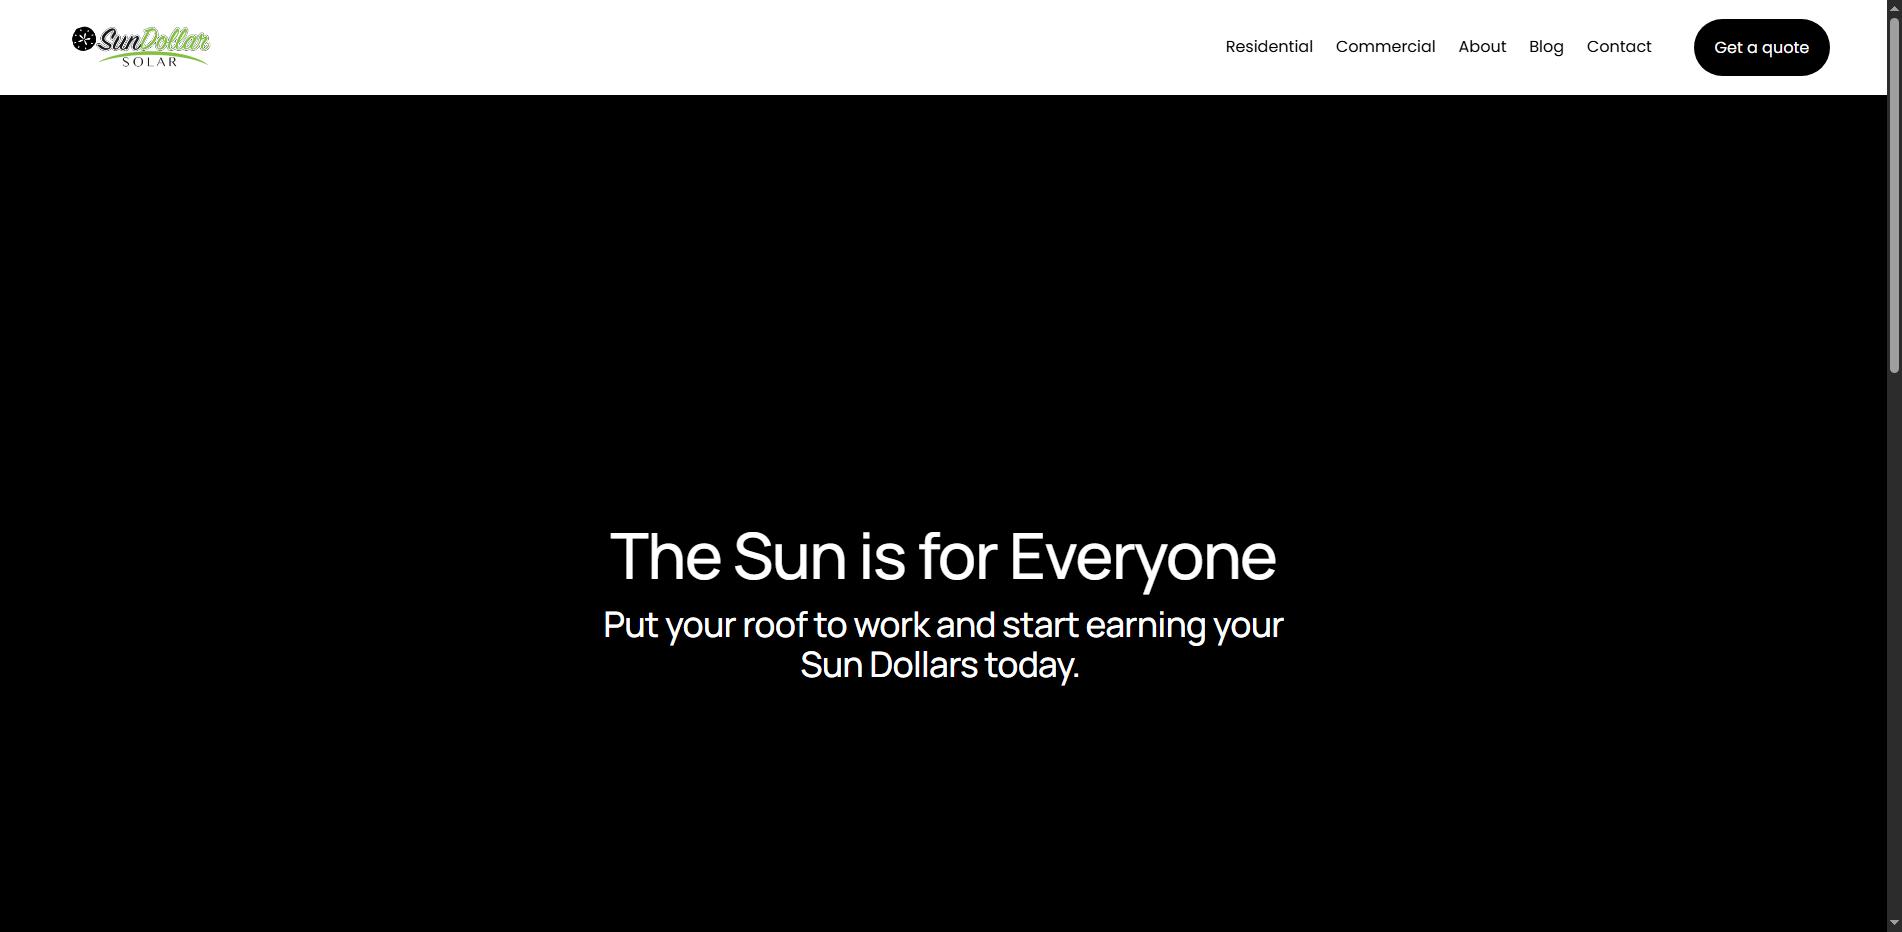 SunDollar
SOLAR
Residential Commercial About Blog Contact Get a quote
The Sun is for Everyone
Put your roof to work and start earning your
Sun Dollars today.